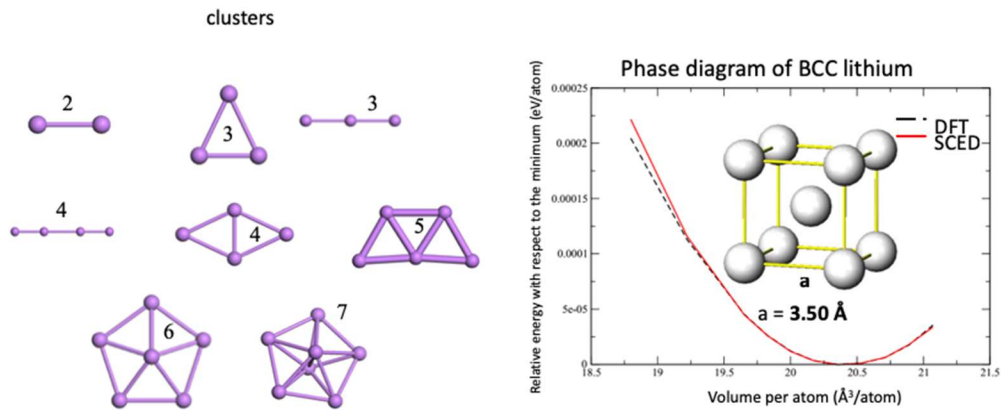 clusters
2
3
3
4
4
5
6
7
Phase diagram of BCC lithium
Relative energy with respect to the minimum (eV/atom)
0.00025
0.0002
0.00015
0.0001
5e-05
0
DFT
SCED
a
a = 3.50 Å
18.5 19 19.5 20 20.5 21 21.5
Volume per atom (Å³/atom)